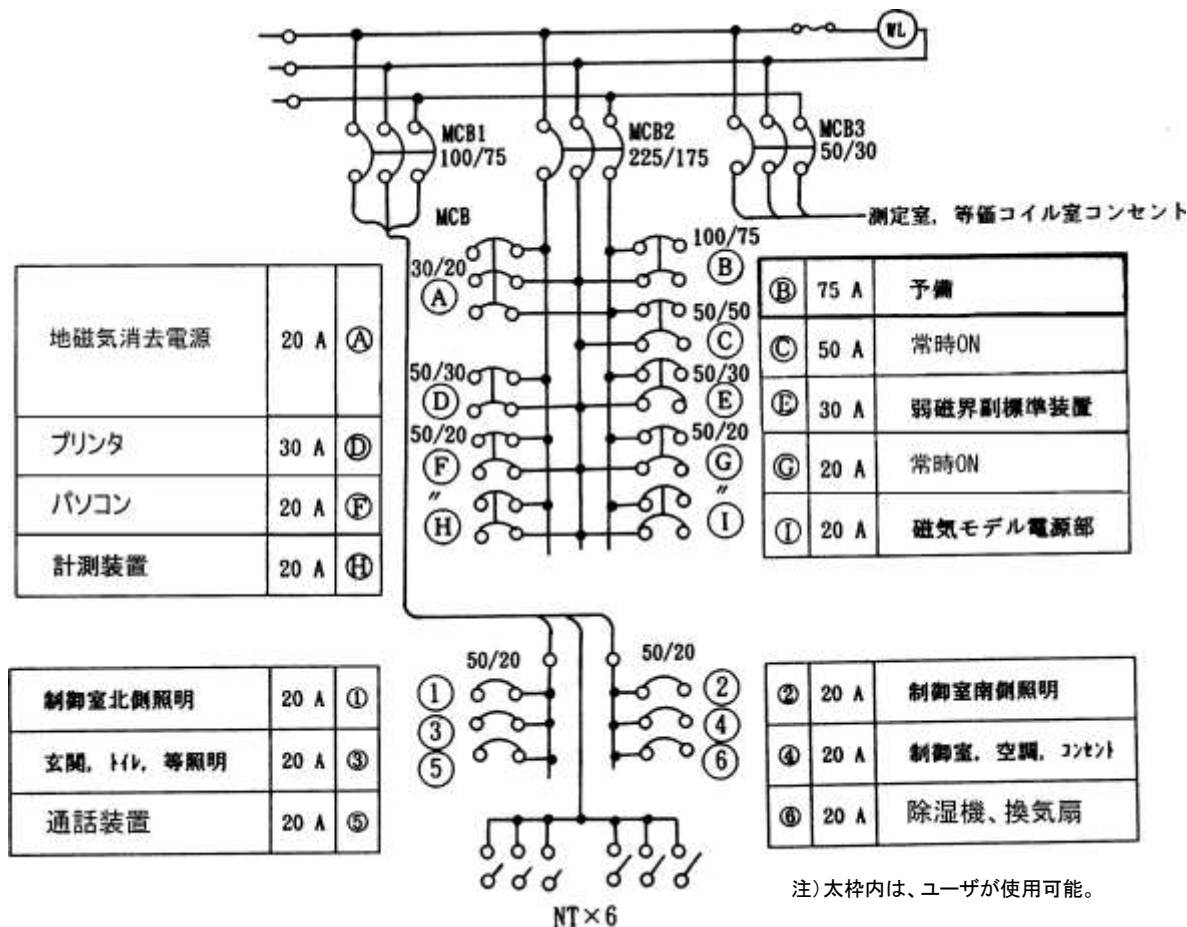 WL
MCB1
100/75
MCB2
225/175
MCB3
50/30
測定室, 等価コイル室コンセント
MCB
30/20
Ⓐ
100/75
Ⓑ
50/50
Ⓒ
50/30
Ⓓ
50/30
Ⓔ
50/20
Ⓕ
50/20
Ⓖ
〃
Ⓗ
〃
Ⓘ
地磁気消去電源 20 A Ⓐ
プリンタ 30 A Ⓓ
パソコン 20 A Ⓕ
計測装置 20 A Ⓗ
Ⓑ 75 A 予備
Ⓒ 50 A 常時ON
Ⓔ 30 A 弱磁界副標準装置
Ⓖ 20 A 常時ON
Ⓘ 20 A 磁気モデル電源部
50/20
50/20
① ②
③ ④
⑤ ⑥
制御室北側照明 20 A ①
玄関, トイレ, 等照明 20 A ③
通話装置 20 A ⑤
② 20 A 制御室南側照明
④ 20 A 制御室, 空調, コンセント
⑥ 20 A 除湿機、換気扇
NT×6
注)太枠内は、ユーザが使用可能。